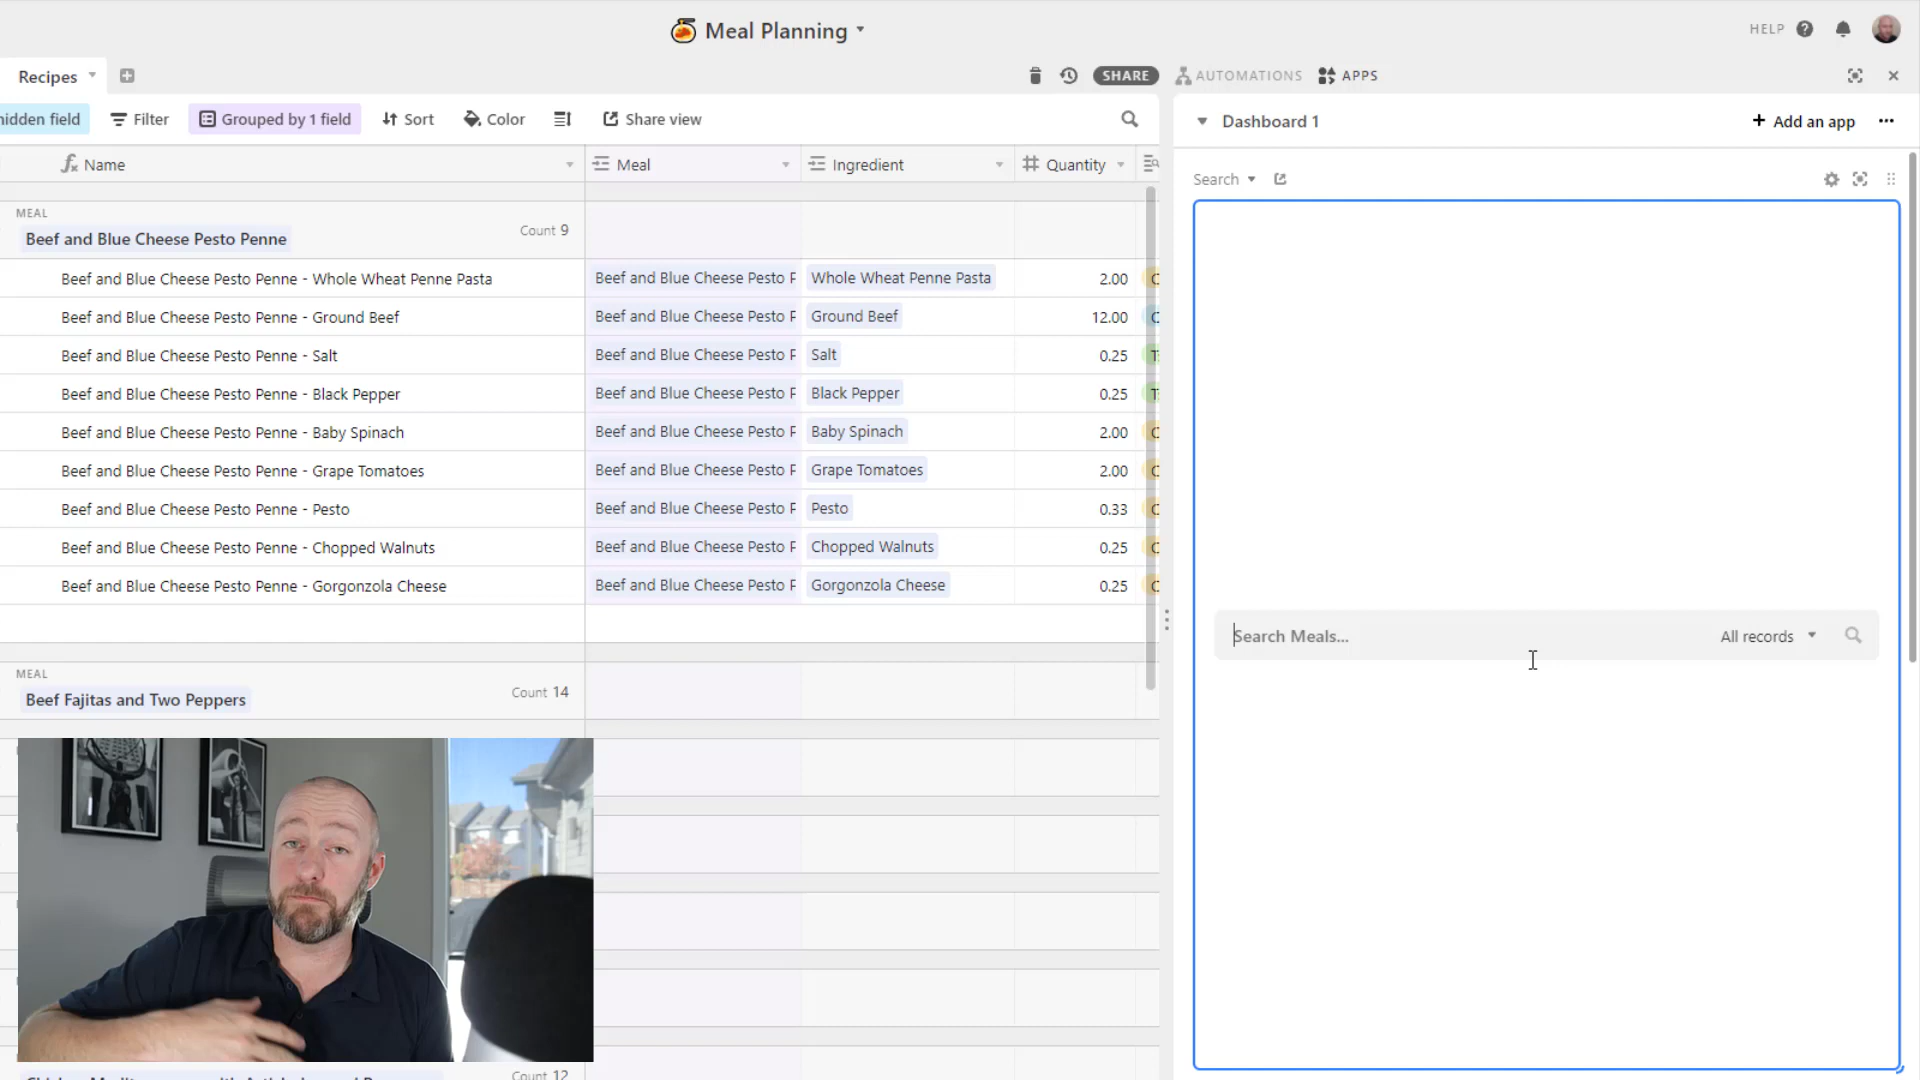 Meal Planning
HELP
Recipes
SHARE
AUTOMATIONS
APPS
hidden field
Filter
Grouped by 1 field
Sort
Color
Share view
Dashboard 1
Add an app
Name
Meal
Ingredient
Quantity
Search
MEAL
Beef and Blue Cheese Pesto Penne
Count 9
Beef and Blue Cheese Pesto Penne - Whole Wheat Penne Pasta
Beef and Blue Cheese Pesto P
Whole Wheat Penne Pasta
2.00
Beef and Blue Cheese Pesto Penne - Ground Beef
Beef and Blue Cheese Pesto P
Ground Beef
12.00
Beef and Blue Cheese Pesto Penne - Salt
Beef and Blue Cheese Pesto P
Salt
0.25
Beef and Blue Cheese Pesto Penne - Black Pepper
Beef and Blue Cheese Pesto P
Black Pepper
0.25
Beef and Blue Cheese Pesto Penne - Baby Spinach
Beef and Blue Cheese Pesto P
Baby Spinach
2.00
Beef and Blue Cheese Pesto Penne - Grape Tomatoes
Beef and Blue Cheese Pesto P
Grape Tomatoes
2.00
Beef and Blue Cheese Pesto Penne - Pesto
Beef and Blue Cheese Pesto P
Pesto
0.33
Beef and Blue Cheese Pesto Penne - Chopped Walnuts
Beef and Blue Cheese Pesto P
Chopped Walnuts
0.25
Beef and Blue Cheese Pesto Penne - Gorgonzola Cheese
Beef and Blue Cheese Pesto P
Gorgonzola Cheese
0.25
Search Meals...
All records
MEAL
Beef Fajitas and Two Peppers
Count 14
Count 12